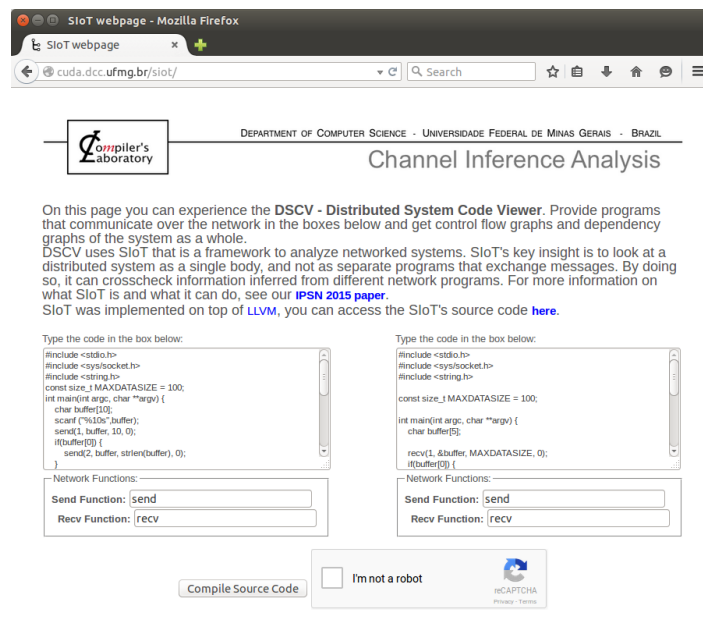 SIoT webpage - Mozilla Firefox
SIoT webpage
cuda.dcc.ufmg.br/siot/
Search
Compiler's
Laboratory
DEPARTMENT OF COMPUTER SCIENCE - UNIVERSIDADE FEDERAL DE MINAS GERAIS - BRAZIL
Channel Inference Analysis
On this page you can experience the DSCV - Distributed System Code Viewer. Provide programs
that communicate over the network in the boxes below and get control flow graphs and dependency
graphs of the system as a whole.
DSCV uses SIoT that is a framework to analyze networked systems. SIoT's key insight is to look at a
distributed system as a single body, and not as separate programs that exchange messages. By doing
so, it can crosscheck information inferred from different network programs. For more information on
what SIoT is and what it can do, see our IPSN 2015 paper.
SIoT was implemented on top of LLVM, you can access the SIoT's source code here.
Type the code in the box below:
#include <stdio.h>
#include <sys/socket.h>
#include <string.h>
const size_t MAXDATASIZE = 100;
int main(int argc, char **argv) {
char buffer[10];
scanf ("%10s",buffer);
send(1, buffer, 10, 0);
if(buffer[0]) {
send(2, buffer, strlen(buffer), 0);
}
Network Functions:
Send Function: send
Recv Function: recv
Type the code in the box below:
#include <stdio.h>
#include <sys/socket.h>
#include <string.h>
const size_t MAXDATASIZE = 100;
int main(int argc, char **argv) {
char buffer[5];
recv(1, &buffer, MAXDATASIZE, 0);
if(buffer[0]) {
Network Functions:
Send Function: send
Recv Function: recv
Compile Source Code
I'm not a robot
reCAPTCHA
Privacy - Terms